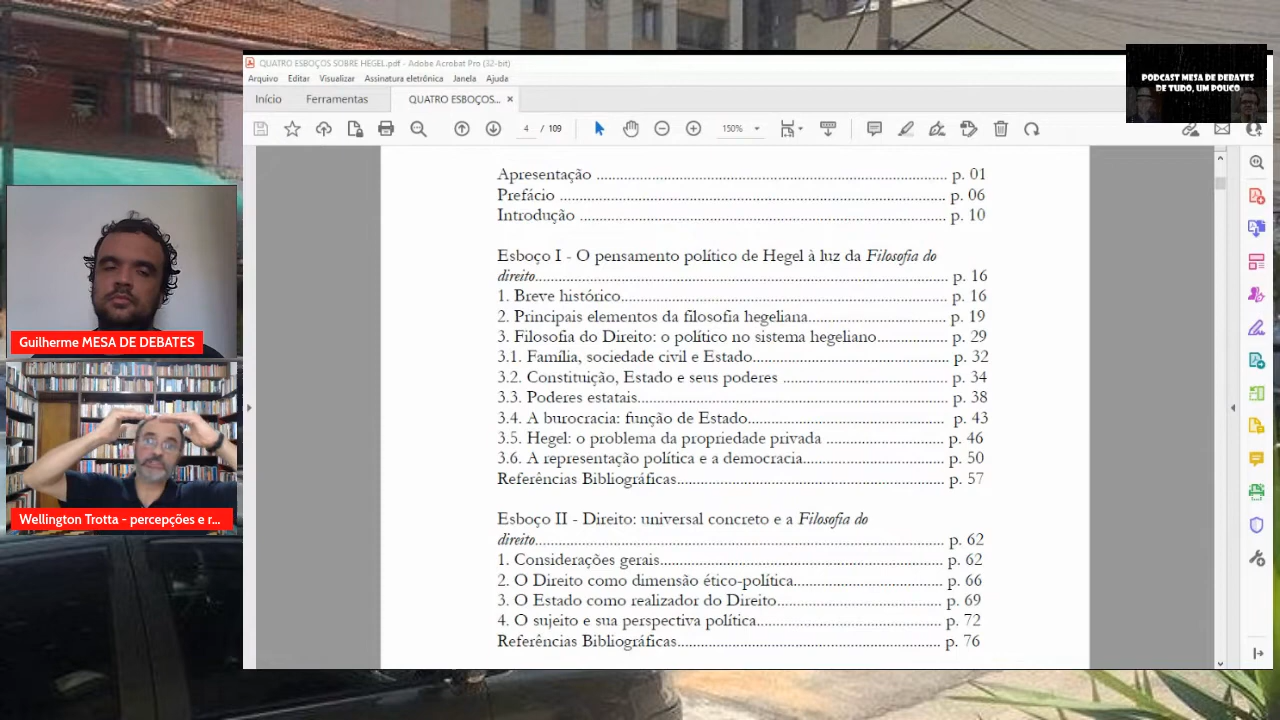 QUATRO ESBOÇOS SOBRE HEGEL.pdf - Adobe Acrobat Pro (32-bit)
Arquivo Editar Visualizar Assinatura eletrônica Janela Ajuda
Início Ferramentas QUATRO ESBOÇOS... ×
4 / 109 150%
PODCAST MESA DE DEBATES
DE TUDO, UM POUCO
Apresentação ........ p. 01
Prefácio ........ p. 06
Introdução ........ p. 10
Esboço I - O pensamento político de Hegel à luz da Filosofia do
direito........ p. 16
1. Breve histórico........ p. 16
2. Principais elementos da filosofia hegeliana........ p. 19
3. Filosofia do Direito: o político no sistema hegeliano........ p. 29
3.1. Família, sociedade civil e Estado........ p. 32
3.2. Constituição, Estado e seus poderes ........ p. 34
3.3. Poderes estatais........ p. 38
3.4. A burocracia: função de Estado........ p. 43
3.5. Hegel: o problema da propriedade privada ........ p. 46
3.6. A representação política e a democracia........ p. 50
Referências Bibliográficas........ p. 57
Esboço II - Direito: universal concreto e a Filosofia do
direito........ p. 62
1. Considerações gerais........ p. 62
2. O Direito como dimensão ético-política........ p. 66
3. O Estado como realizador do Direito........ p. 69
4. O sujeito e sua perspectiva política........ p. 72
Referências Bibliográficas........ p. 76
Guilherme MESA DE DEBATES
Wellington Trotta - percepções e r...